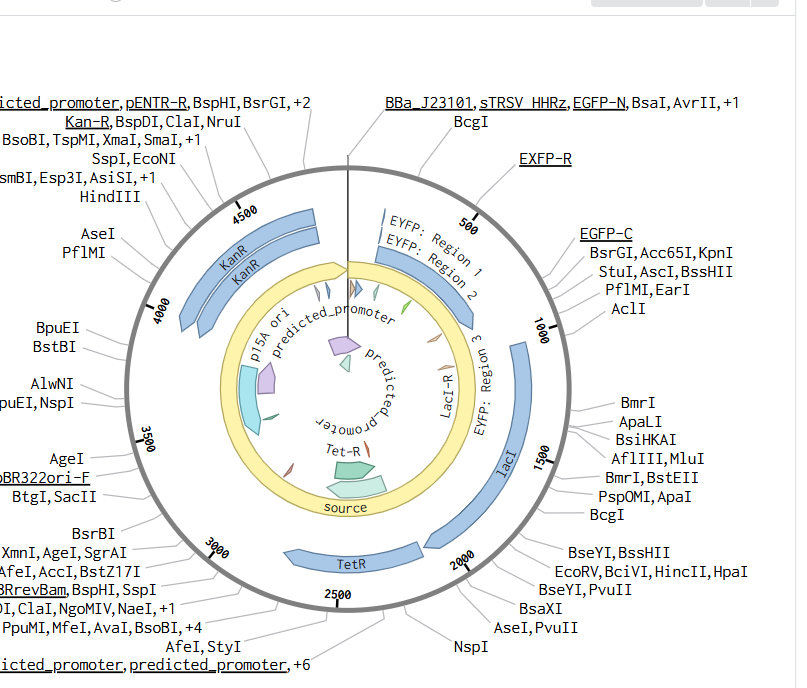 icted_promoter,pENTR-R,BspHI,BsrGI,+2
BBa_J23101,sTRSV_HHRz,EGFP-N,BsaI,AvrII,+1
Kan-R,BspDI,ClaI,NruI
BcgI
BsoBI,TspMI,XmaI,SmaI,+1
SspI,EcoNI
EXFP-R
smBI,Esp3I,AsiSI,+1
HindIII
4500
500
EYFP: Region 1
EYFP: Region 2
AseI
EGFP-C
PflMI
BsrGI,Acc65I,KpnI
KanR
KanR
StuI,AscI,BssHII
PflMI,EarI
4000
AclI
p15A ori
predicted_promoter
BpuEI
1000
BstBI
predicted_promoter
EYFP: Region 3
AlwNI
LacI-R
puEI,NspI
BmrI
ApaLI
3500
BsiHKAI
Tet-R
AgeI
lacI
1500
AflIII,MluI
pBR322ori-F
BmrI,BstEII
BtgI,SacII
PspOMI,ApaI
source
BcgI
BsrBI
3000
XmnI,AgeI,SgrAI
BseYI,BssHII
TetR
2000
AfeI,AccI,BstZ17I
EcoRV,BciVI,HincII,HpaI
BRrevBam,BspHI,SspI
BseYI,PvuII
2500
DI,ClaI,NgoMIV,NaeI,+1
BsaXI
PpuMI,MfeI,AvaI,BsoBI,+4
AseI,PvuII
AfeI,StyI
NspI
icted_promoter,predicted_promoter,+6